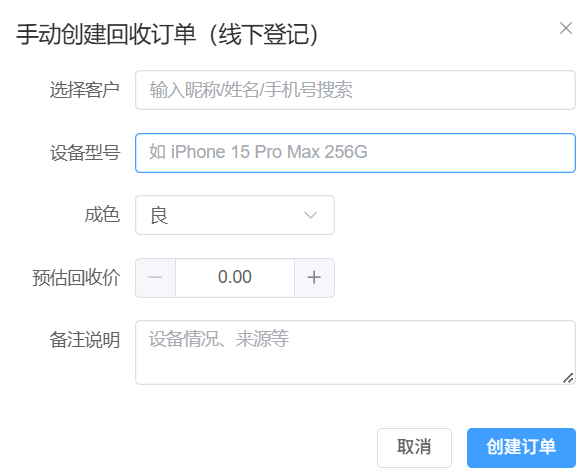 手动创建回收订单（线下登记）
选择客户 输入昵称/姓名/手机号搜索
设备型号 如 iPhone 15 Pro Max 256G
成色 良
预估回收价 0.00
备注说明 设备情况、来源等
取消 创建订单